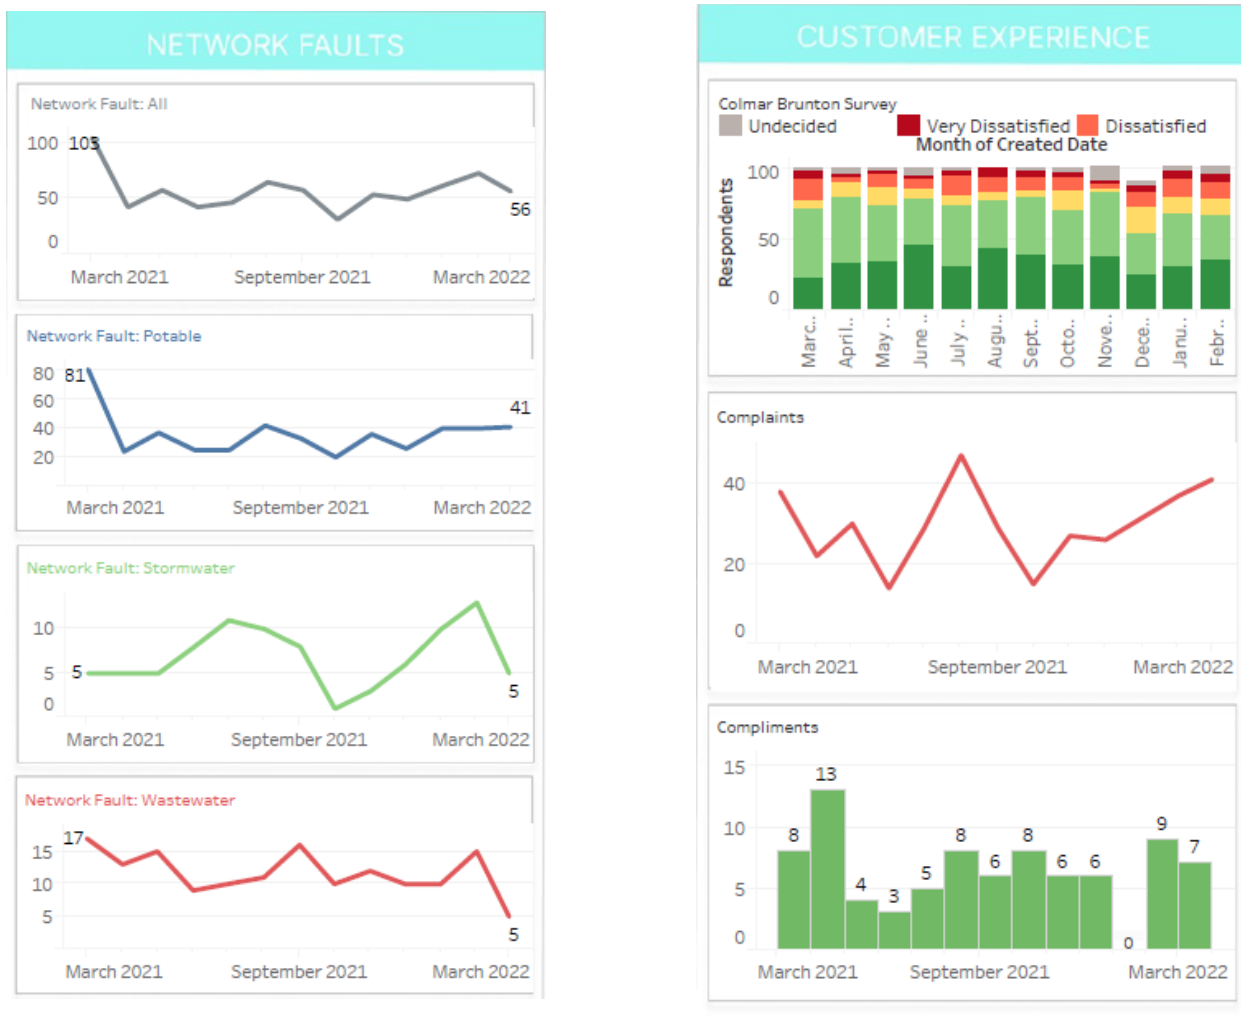 NETWORK FAULTS
Network Fault: All
100
103
50
56
0
March 2021 September 2021 March 2022
Network Fault: Potable
80
81
60
41
40
20
March 2021 September 2021 March 2022
Network Fault: Stormwater
10
5
5
5
0
March 2021 September 2021 March 2022
Network Fault: Wastewater
17
15
10
5
5
March 2021 September 2021 March 2022
CUSTOMER EXPERIENCE
Colmar Brunton Survey
Undecided Very Dissatisfied Dissatisfied
Month of Created Date
Respondents
100
50
0
Marc.. April.. May .. June .. July .. Augu.. Sept.. Octo.. Nove.. Dece.. Janu.. Febr..
Complaints
40
20
0
March 2021 September 2021 March 2022
Compliments
15
10
5
0
8 13 4 3 5 8 6 8 6 6 0 9 7
March 2021 September 2021 March 2022